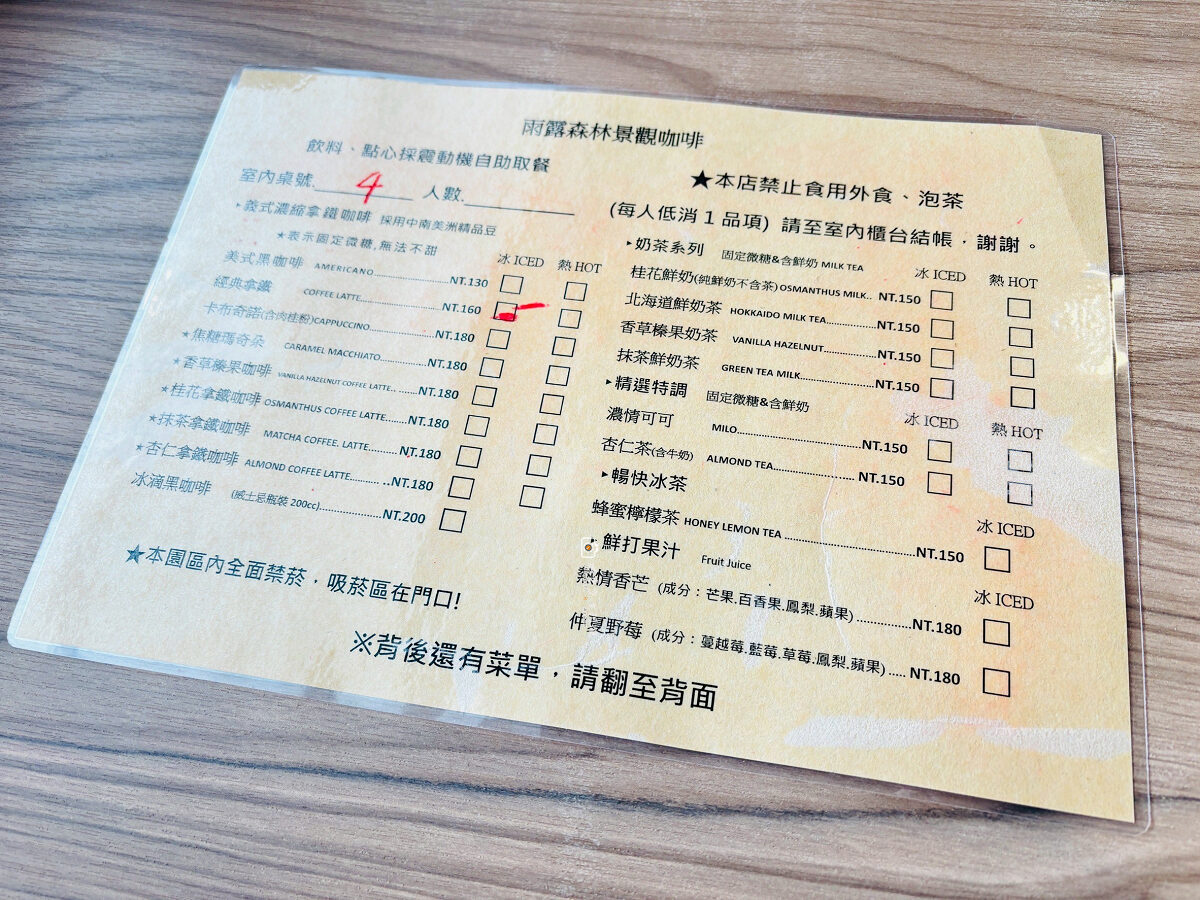 雨露森林景觀咖啡
飲料、點心採震動機自助取餐
室內桌號. 4 人數.
▸義式濃縮拿鐵咖啡 採用中南美洲精品豆
★表示固定微糖,無法不甜
冰 ICED 熱 HOT
美式黑咖啡 AMERICANO NT.130
經典拿鐵 COFFEE LATTE NT.160
卡布奇諾(含肉桂粉)CAPPUCCINO NT.180
★焦糖瑪奇朵 CARAMEL MACCHIATO NT.180
★香草榛果咖啡 VANILLA HAZELNUT COFFEE LATTE NT.180
★桂花拿鐵咖啡 OSMANTHUS COFFEE LATTE NT.180
★抹茶拿鐵咖啡 MATCHA COFFEE. LATTE NT.180
★杏仁拿鐵咖啡 ALMOND COFFEE LATTE NT.180
冰滴黑咖啡 (威士忌瓶裝 200cc) NT.200
★本園區內全面禁菸，吸菸區在門口!
★本店禁止食用外食、泡茶
(每人低消 1 品項) 請至室內櫃台結帳，謝謝。
▸奶茶系列 固定微糖&含鮮奶 MILK TEA 冰 ICED 熱 HOT
桂花鮮奶(純鮮奶不含茶)OSMANTHUS MILK.. NT.150
北海道鮮奶茶 HOKKAIDO MILK TEA NT.150
香草榛果奶茶 VANILLA HAZELNUT NT.150
抹茶鮮奶茶 GREEN TEA MILK NT.150
▸精選特調 固定微糖&含鮮奶 冰 ICED 熱 HOT
濃情可可 MILO NT.150
杏仁茶(含牛奶) ALMOND TEA NT.150
▸暢快冰茶 冰 ICED
蜂蜜檸檬茶 HONEY LEMON TEA NT.150
鮮打果汁 Fruit Juice 冰 ICED
熱情香芒 (成分：芒果.百香果.鳳梨.蘋果) NT.180
仲夏野莓 (成分：蔓越莓.藍莓.草莓.鳳梨.蘋果) NT.180
※背後還有菜單，請翻至背面